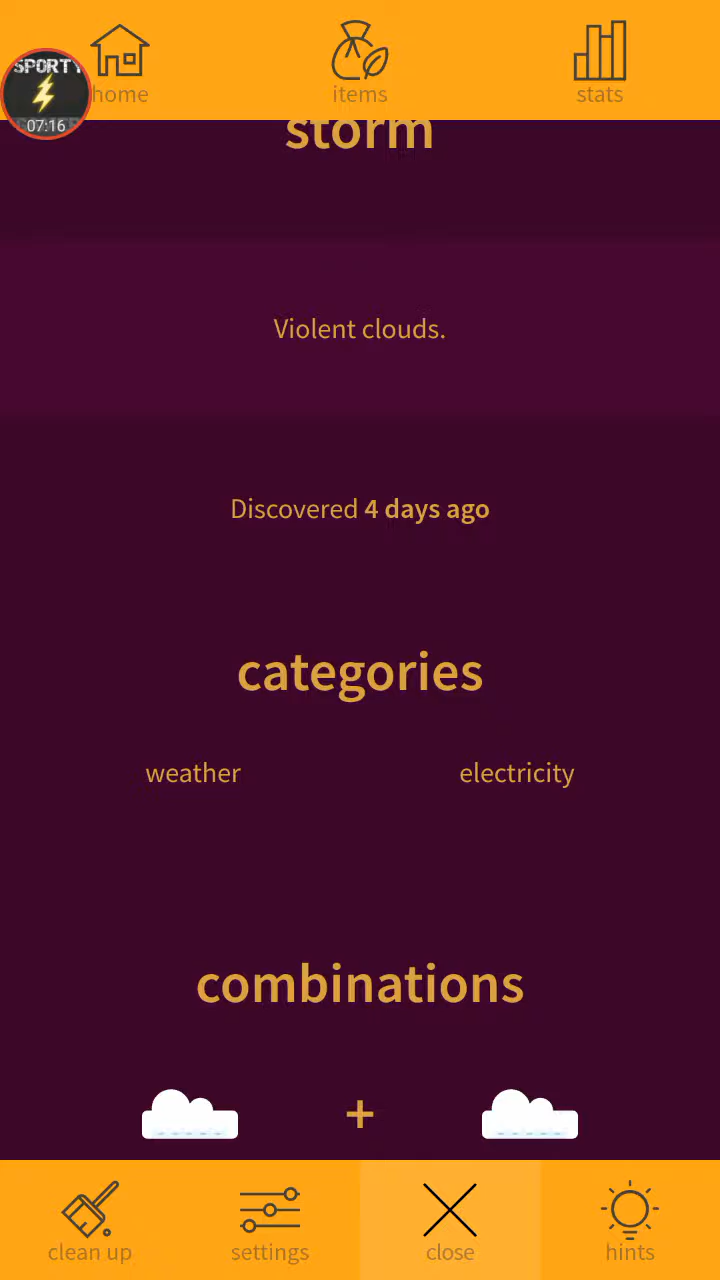 home
items
stats
SPORTY
07:16
storm
Violent clouds.
Discovered 4 days ago
categories
weather
electricity
combinations
+
clean up
settings
close
hints